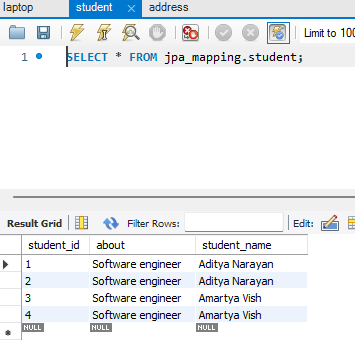 laptop student address
Limit to 100
1 SELECT * FROM jpa_mapping.student;
Result Grid Filter Rows: Edit:
student_id about student_name
1 Software engineer Aditya Narayan
2 Software engineer Aditya Narayan
3 Software engineer Amartya Vish
4 Software engineer Amartya Vish
NULL NULL NULL